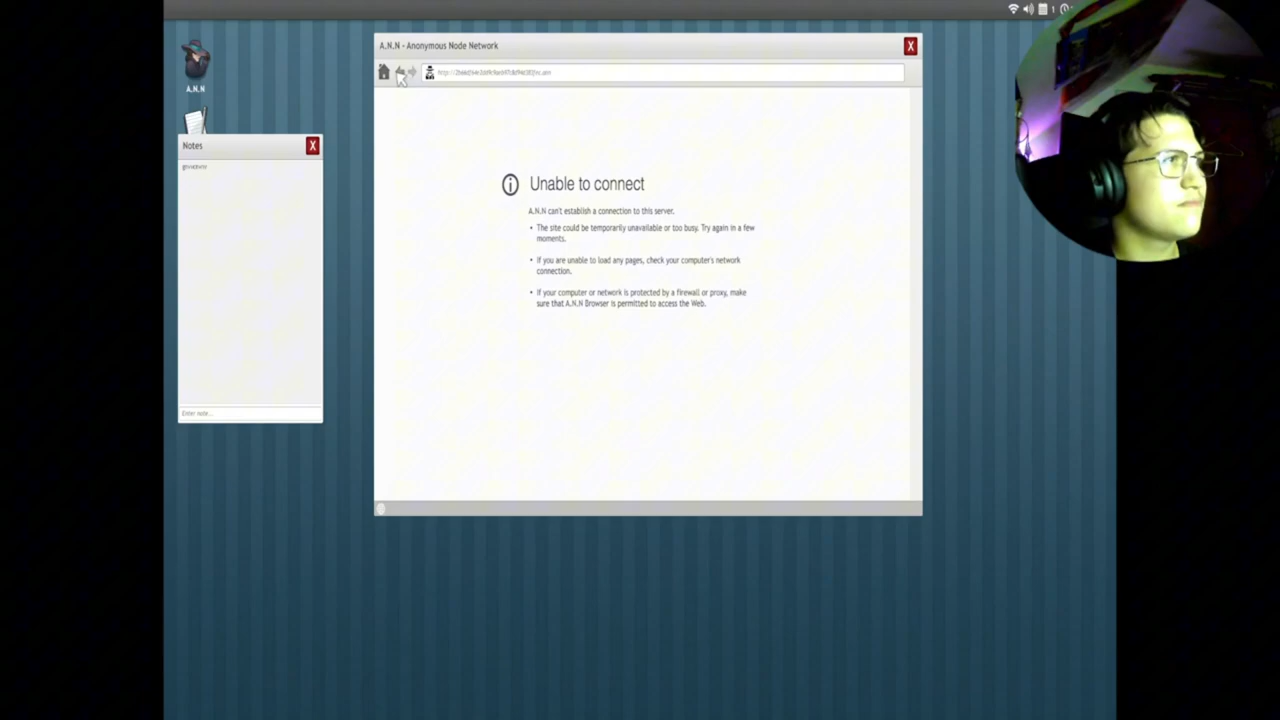 1
A.N.N - Anonymous Node Network
X
A.N.N
Notes
X
Unable to connect
A.N.N can't establish a connection to this server.
• The site could be temporarily unavailable or too busy. Try again in a few
moments.
• If you are unable to load any pages, check your computer's network
connection.
• If your computer or network is protected by a firewall or proxy, make
sure that A.N.N Browser is permitted to access the Web.
Enter note...